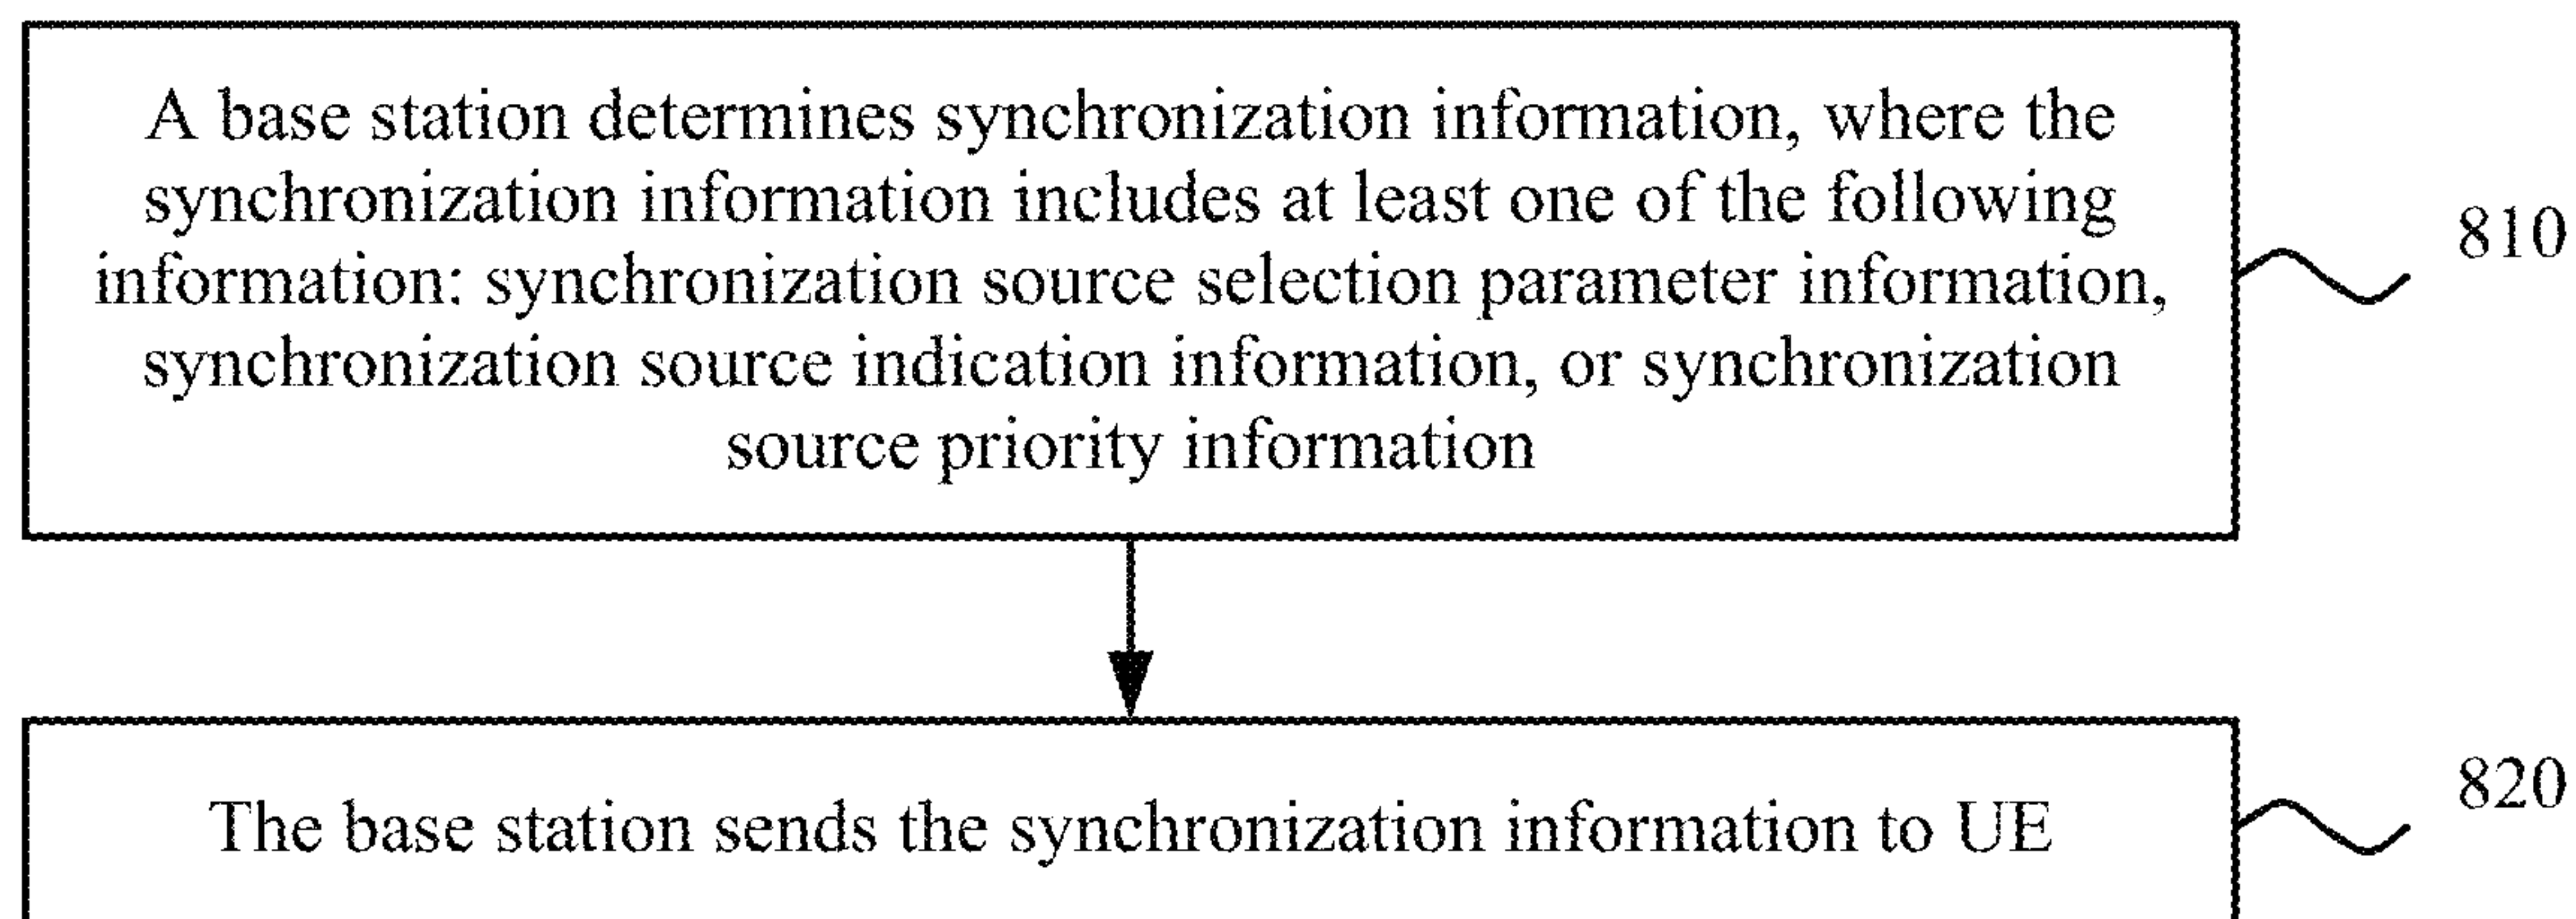 A base station determines synchronization information, where the
synchronization information includes at least one of the following
information: synchronization source selection parameter information,
synchronization source indication information, or synchronization
source priority information
810
The base station sends the synchronization information to UE
820